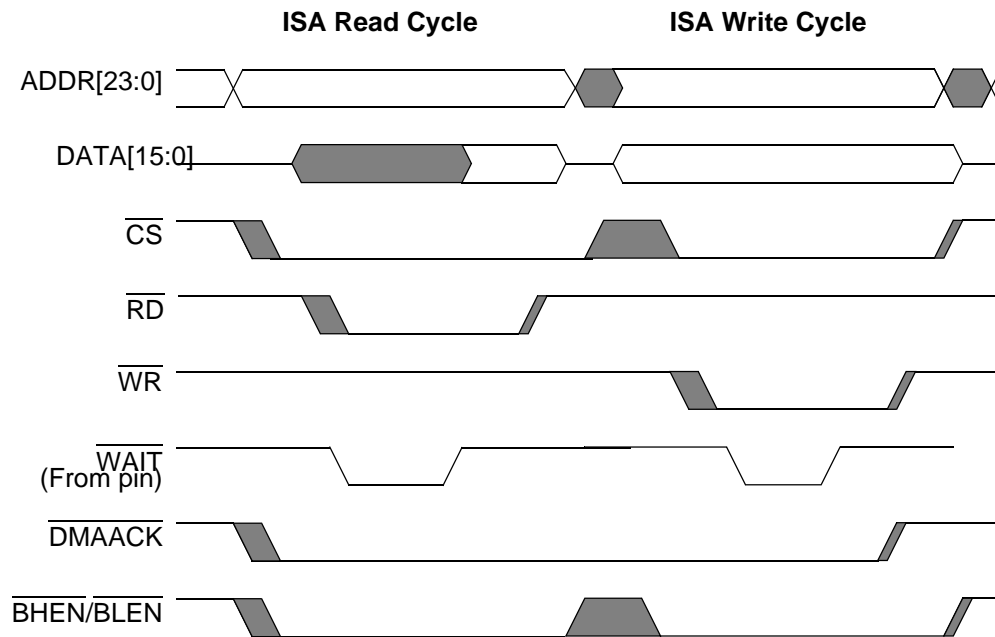 ISA Read Cycle ISA Write Cycle
ADDR[23:0]
DATA[15:0]
CS
RD
WR
WAIT
(From pin)
DMAACK
BHEN/BLEN